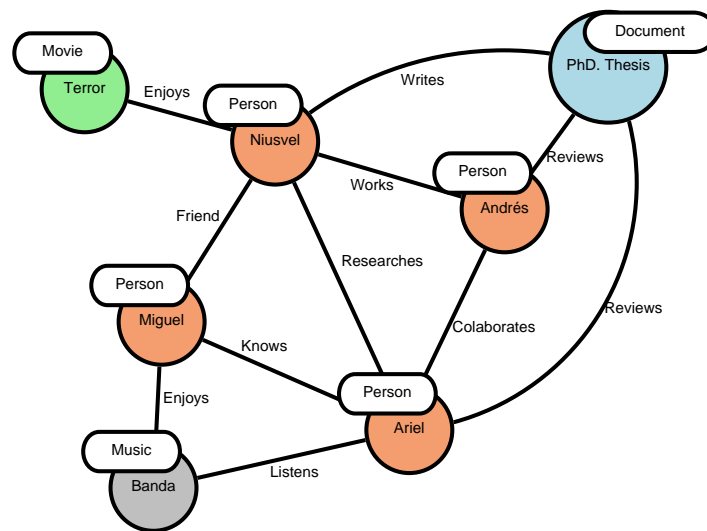 Document
Movie
PhD. Thesis
Writes
Terror
Enjoys
Person
Niusvel
Reviews
Person
Works
Andrés
Friend
Researches
Person
Miguel
Reviews
Colaborates
Knows
Person
Enjoys
Ariel
Music
Listens
Banda